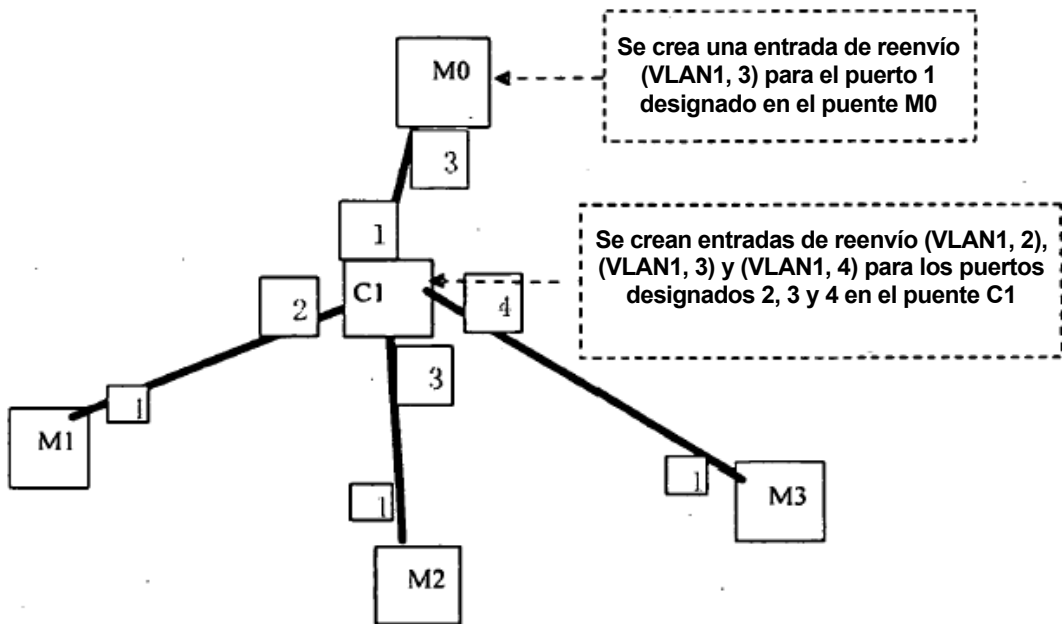 Se crea una entrada de reenvío
(VLAN1, 3) para el puerto 1
designado en el puente M0
M0
3
1
Se crean entradas de reenvío (VLAN1, 2),
(VLAN1, 3) y (VLAN1, 4) para los puertos
designados 2, 3 y 4 en el puente C1
C1
2
4
3
1
M1
1
1
M3
M2